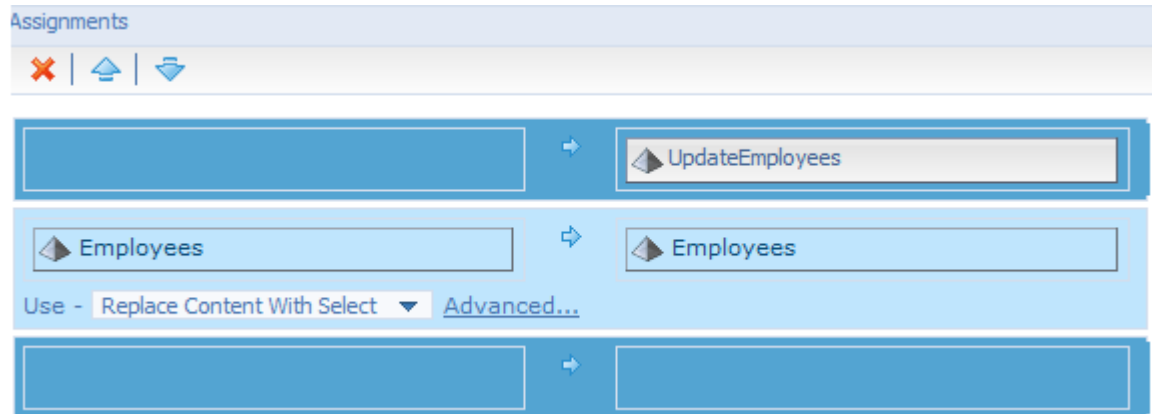 Assignments
UpdateEmployees
Employees Employees
Use - Replace Content With Select Advanced...